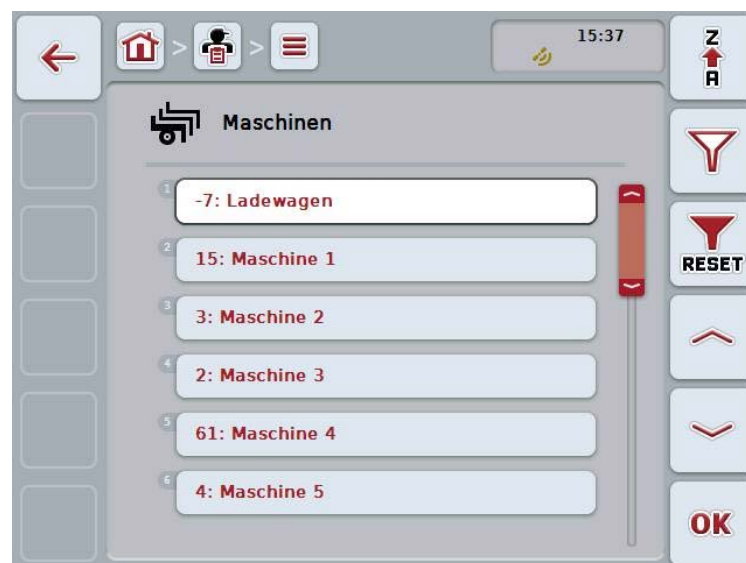 15:37
Z
A
Maschinen
1
-7: Ladewagen
2
15: Maschine 1
RESET
3
3: Maschine 2
4
2: Maschine 3
5
61: Maschine 4
6
4: Maschine 5
OK